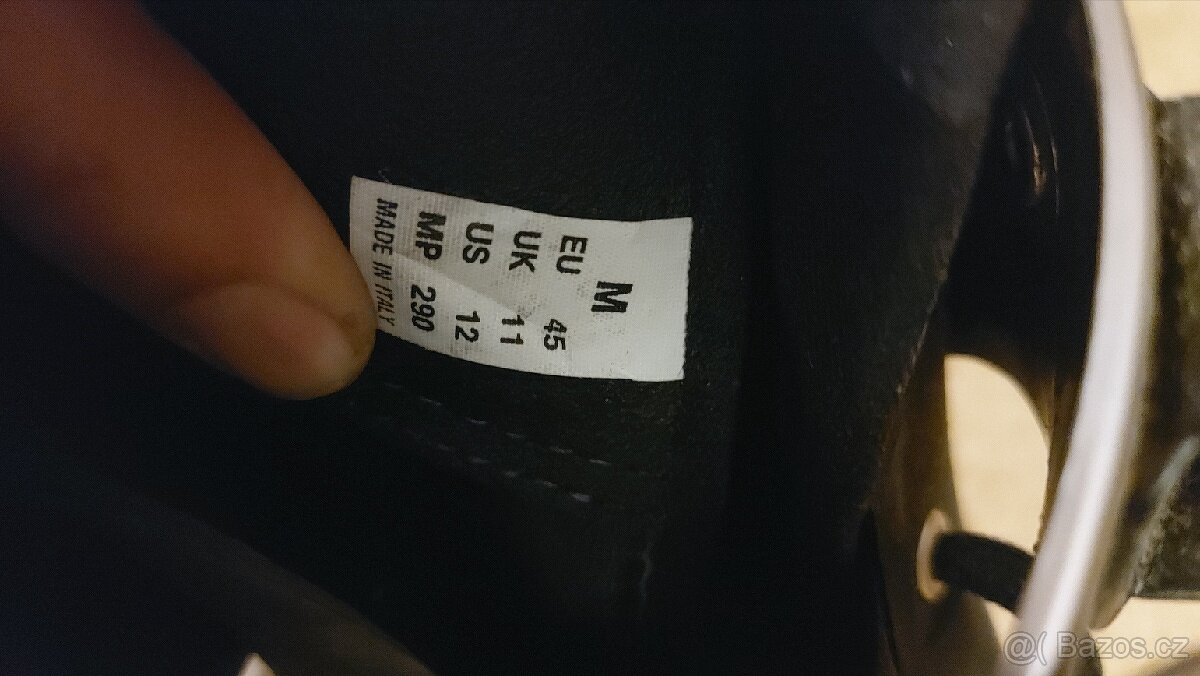 M
EU 45
UK 11
US 12
MP 290
MADE IN ITALY
@( Bazos.cz